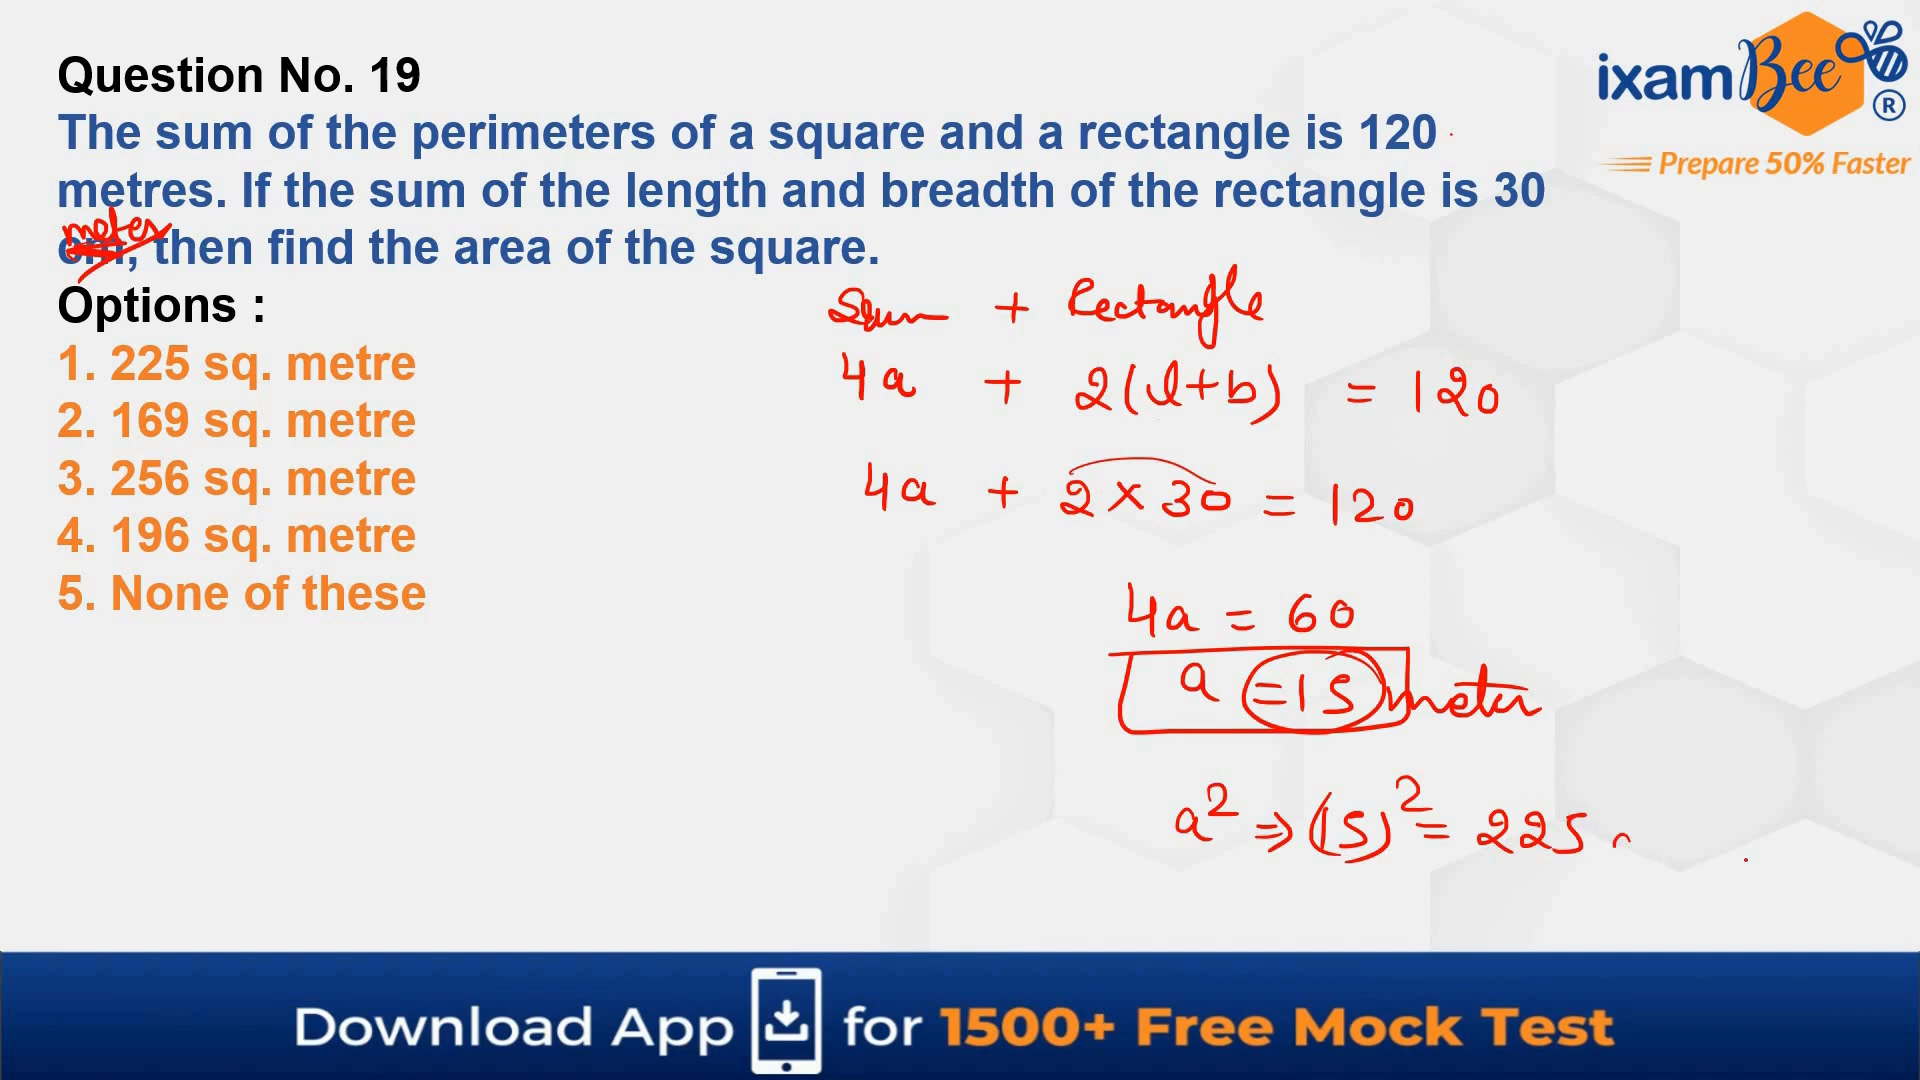 Question No. 19
The sum of the perimeters of a square and a rectangle is 120
metres. If the sum of the length and breadth of the rectangle is 30
meter
cm, then find the area of the square.
Options :
1. 225 sq. metre
2. 169 sq. metre
3. 256 sq. metre
4. 196 sq. metre
5. None of these
ixamBee®
Prepare 50% Faster
+ Rectangle
4a + 2(l+b) = 120
4a + 2 × 30 = 120
4a = 60
a = 15 meter
a² ⇒ (15)² = 225
Download App for 1500+ Free Mock Test